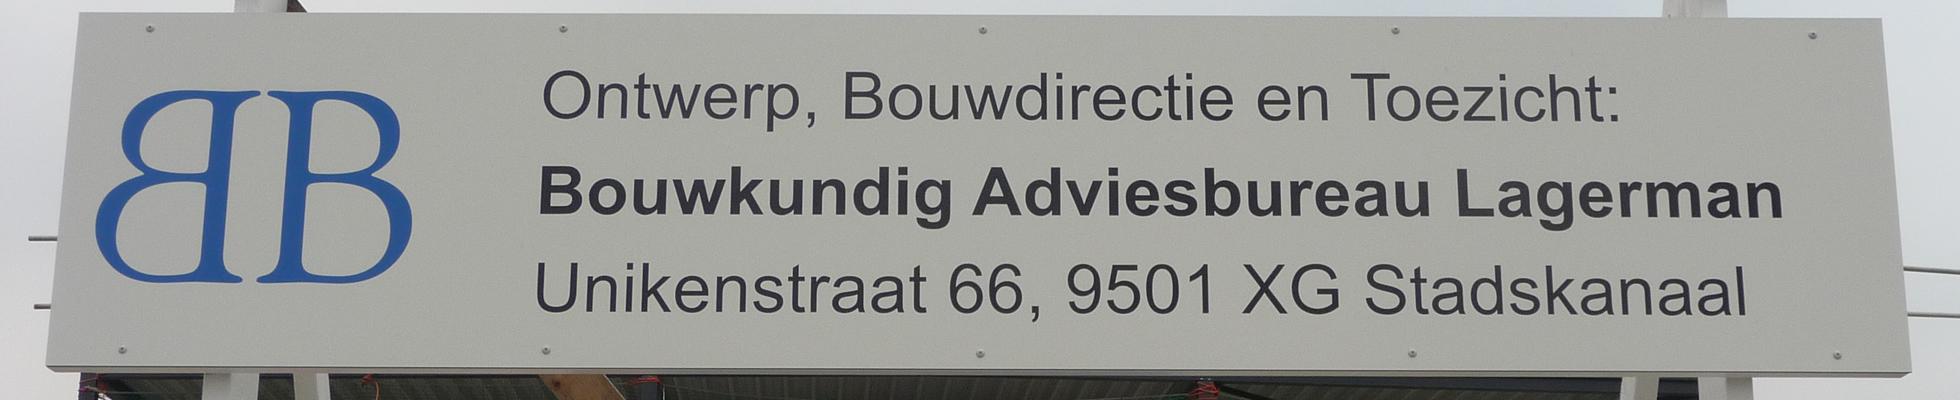 BB
Ontwerp, Bouwdirectie en Toezicht:
Bouwkundig Adviesbureau Lagerman
Unikenstraat 66, 9501 XG Stadskanaal